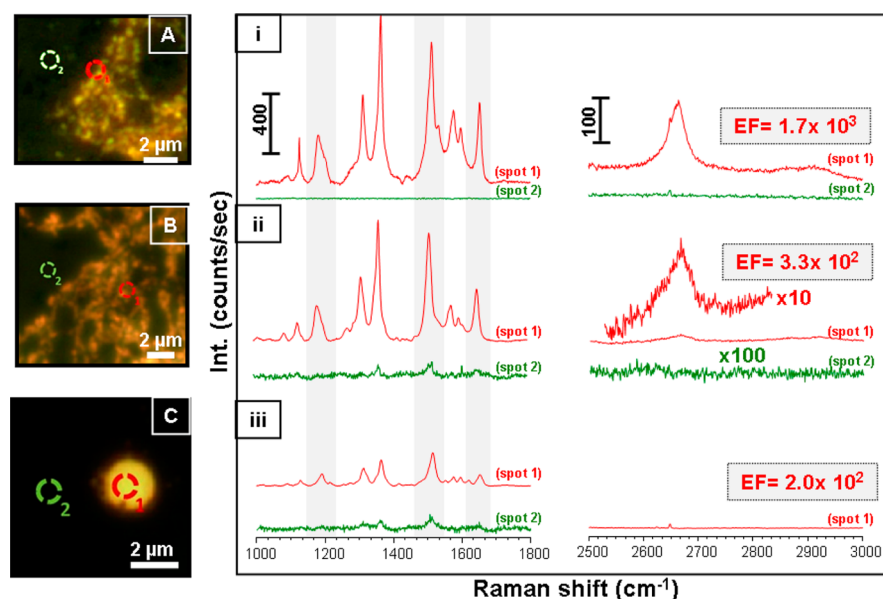 A
2
1
2 µm
B
2
1
2 µm
C
2
1
2 µm
Int. (counts/sec)
i
400
(spot 1)
(spot 2)
100
EF= 1.7x 10³
(spot 1)
(spot 2)
ii
(spot 1)
(spot 2)
EF= 3.3x 10²
x10
(spot 1)
x100
(spot 2)
iii
(spot 1)
(spot 2)
EF= 2.0x 10²
(spot 1)
1000 1200 1400 1600 1800
2500 2600 2700 2800 2900 3000
Raman shift (cm⁻¹)